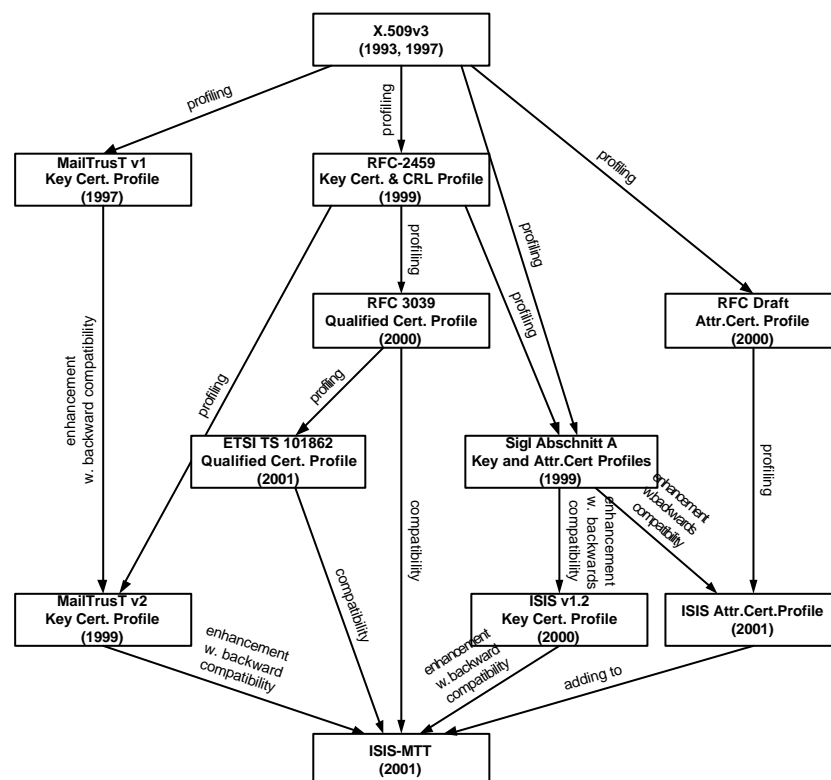 X.509v3
(1993, 1997)
profiling
profiling
profiling
profiling
MailTrusT v1
Key Cert. Profile
(1997)
RFC-2459
Key Cert. & CRL Profile
(1999)
profiling
profiling
profiling
enhancement
w. backward compatibility
RFC 3039
Qualified Cert. Profile
(2000)
RFC Draft
Attr.Cert. Profile
(2000)
profiling
ETSI TS 101862
Qualified Cert. Profile
(2001)
SigI Abschnitt A
Key and Attr.Cert Profiles
(1999)
profiling
compatibility
compatibility
enhancement
w. backwards
compatibility
enhancement
w.backwards
compatibility
MailTrusT v2
Key Cert. Profile
(1999)
ISIS v1.2
Key Cert. Profile
(2000)
ISIS Attr.Cert.Profile
(2001)
enhancement
w. backward
compatibility
enhancement
w. backward
compatibility
adding to
ISIS-MTT
(2001)